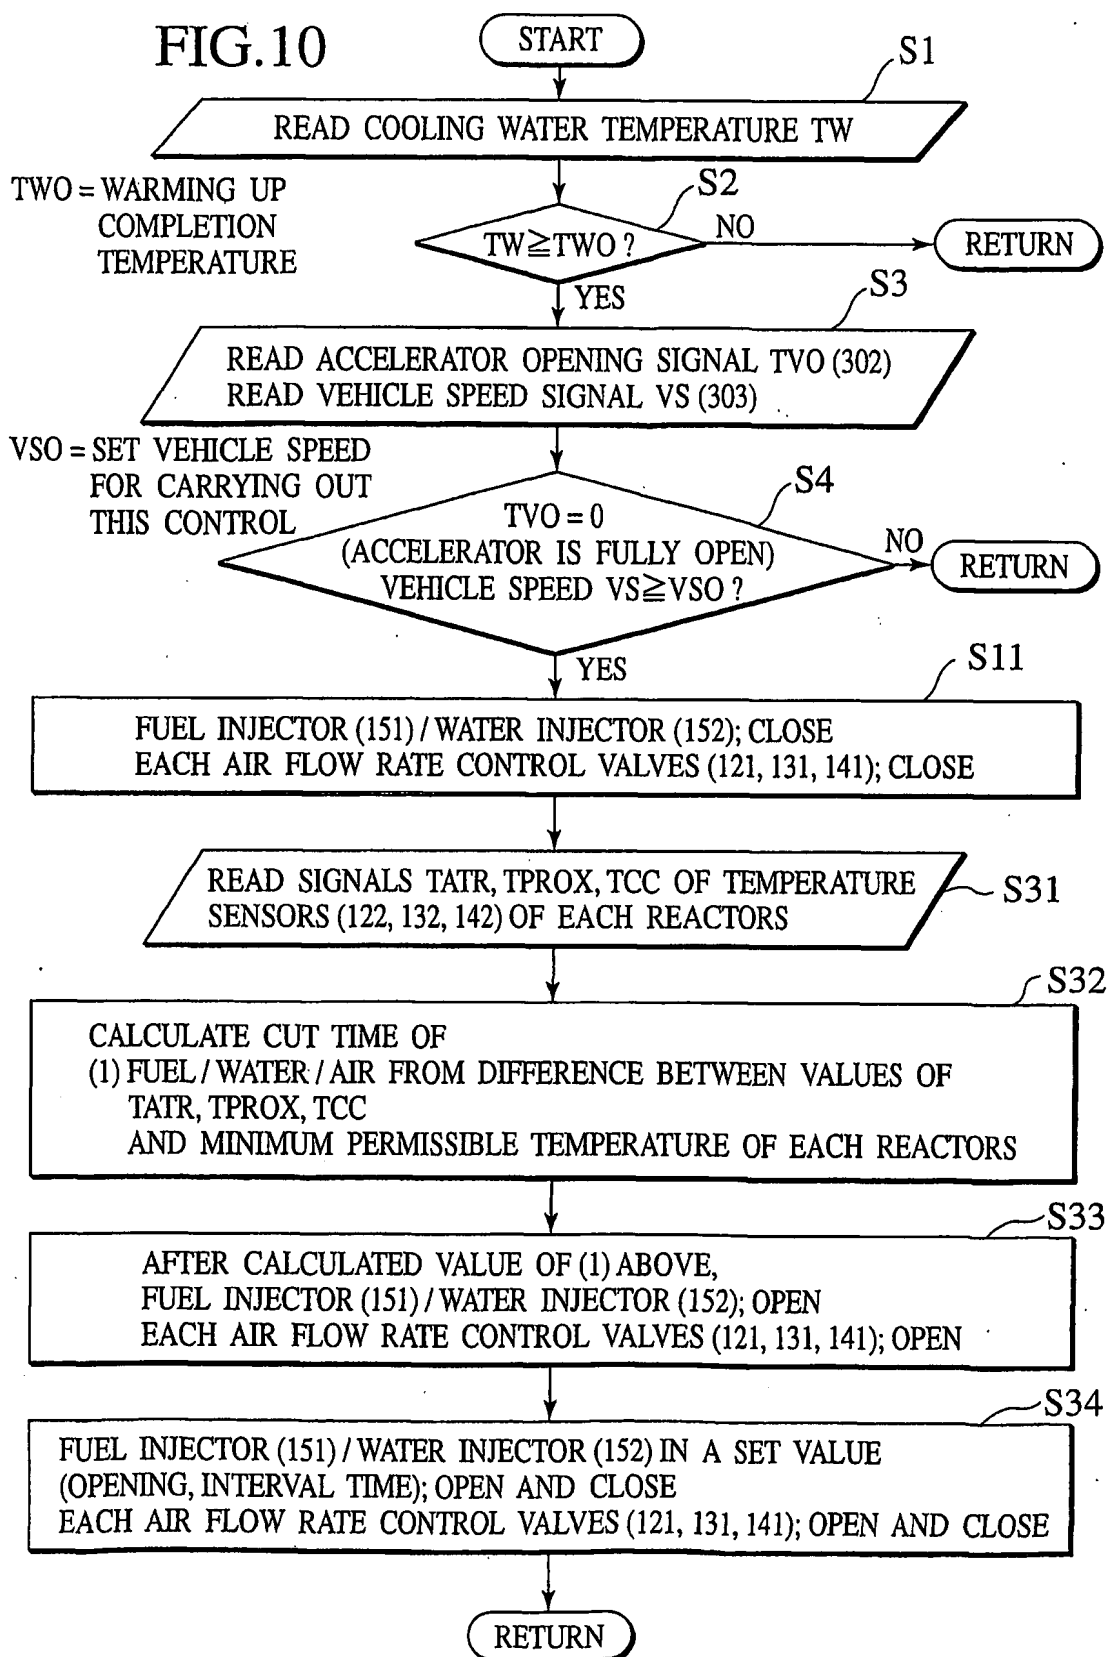 FIG.10
START
S1
READ COOLING WATER TEMPERATURE TW
TWO = WARMING UP
COMPLETION
TEMPERATURE
S2
TW≧TWO ?
NO
RETURN
YES
S3
READ ACCELERATOR OPENING SIGNAL TVO (302)
READ VEHICLE SPEED SIGNAL VS (303)
VSO = SET VEHICLE SPEED
FOR CARRYING OUT
THIS CONTROL
S4
TVO = 0
(ACCELERATOR IS FULLY OPEN)
VEHICLE SPEED VS≧VSO ?
NO
RETURN
YES
S11
FUEL INJECTOR (151) / WATER INJECTOR (152); CLOSE
EACH AIR FLOW RATE CONTROL VALVES (121, 131, 141); CLOSE
READ SIGNALS TATR, TPROX, TCC OF TEMPERATURE
SENSORS (122, 132, 142) OF EACH REACTORS
S31
S32
CALCULATE CUT TIME OF
(1) FUEL / WATER / AIR FROM DIFFERENCE BETWEEN VALUES OF
TATR, TPROX, TCC
AND MINIMUM PERMISSIBLE TEMPERATURE OF EACH REACTORS
S33
AFTER CALCULATED VALUE OF (1) ABOVE,
FUEL INJECTOR (151) / WATER INJECTOR (152); OPEN
EACH AIR FLOW RATE CONTROL VALVES (121, 131, 141); OPEN
S34
FUEL INJECTOR (151) / WATER INJECTOR (152) IN A SET VALUE
(OPENING, INTERVAL TIME); OPEN AND CLOSE
EACH AIR FLOW RATE CONTROL VALVES (121, 131, 141); OPEN AND CLOSE
RETURN